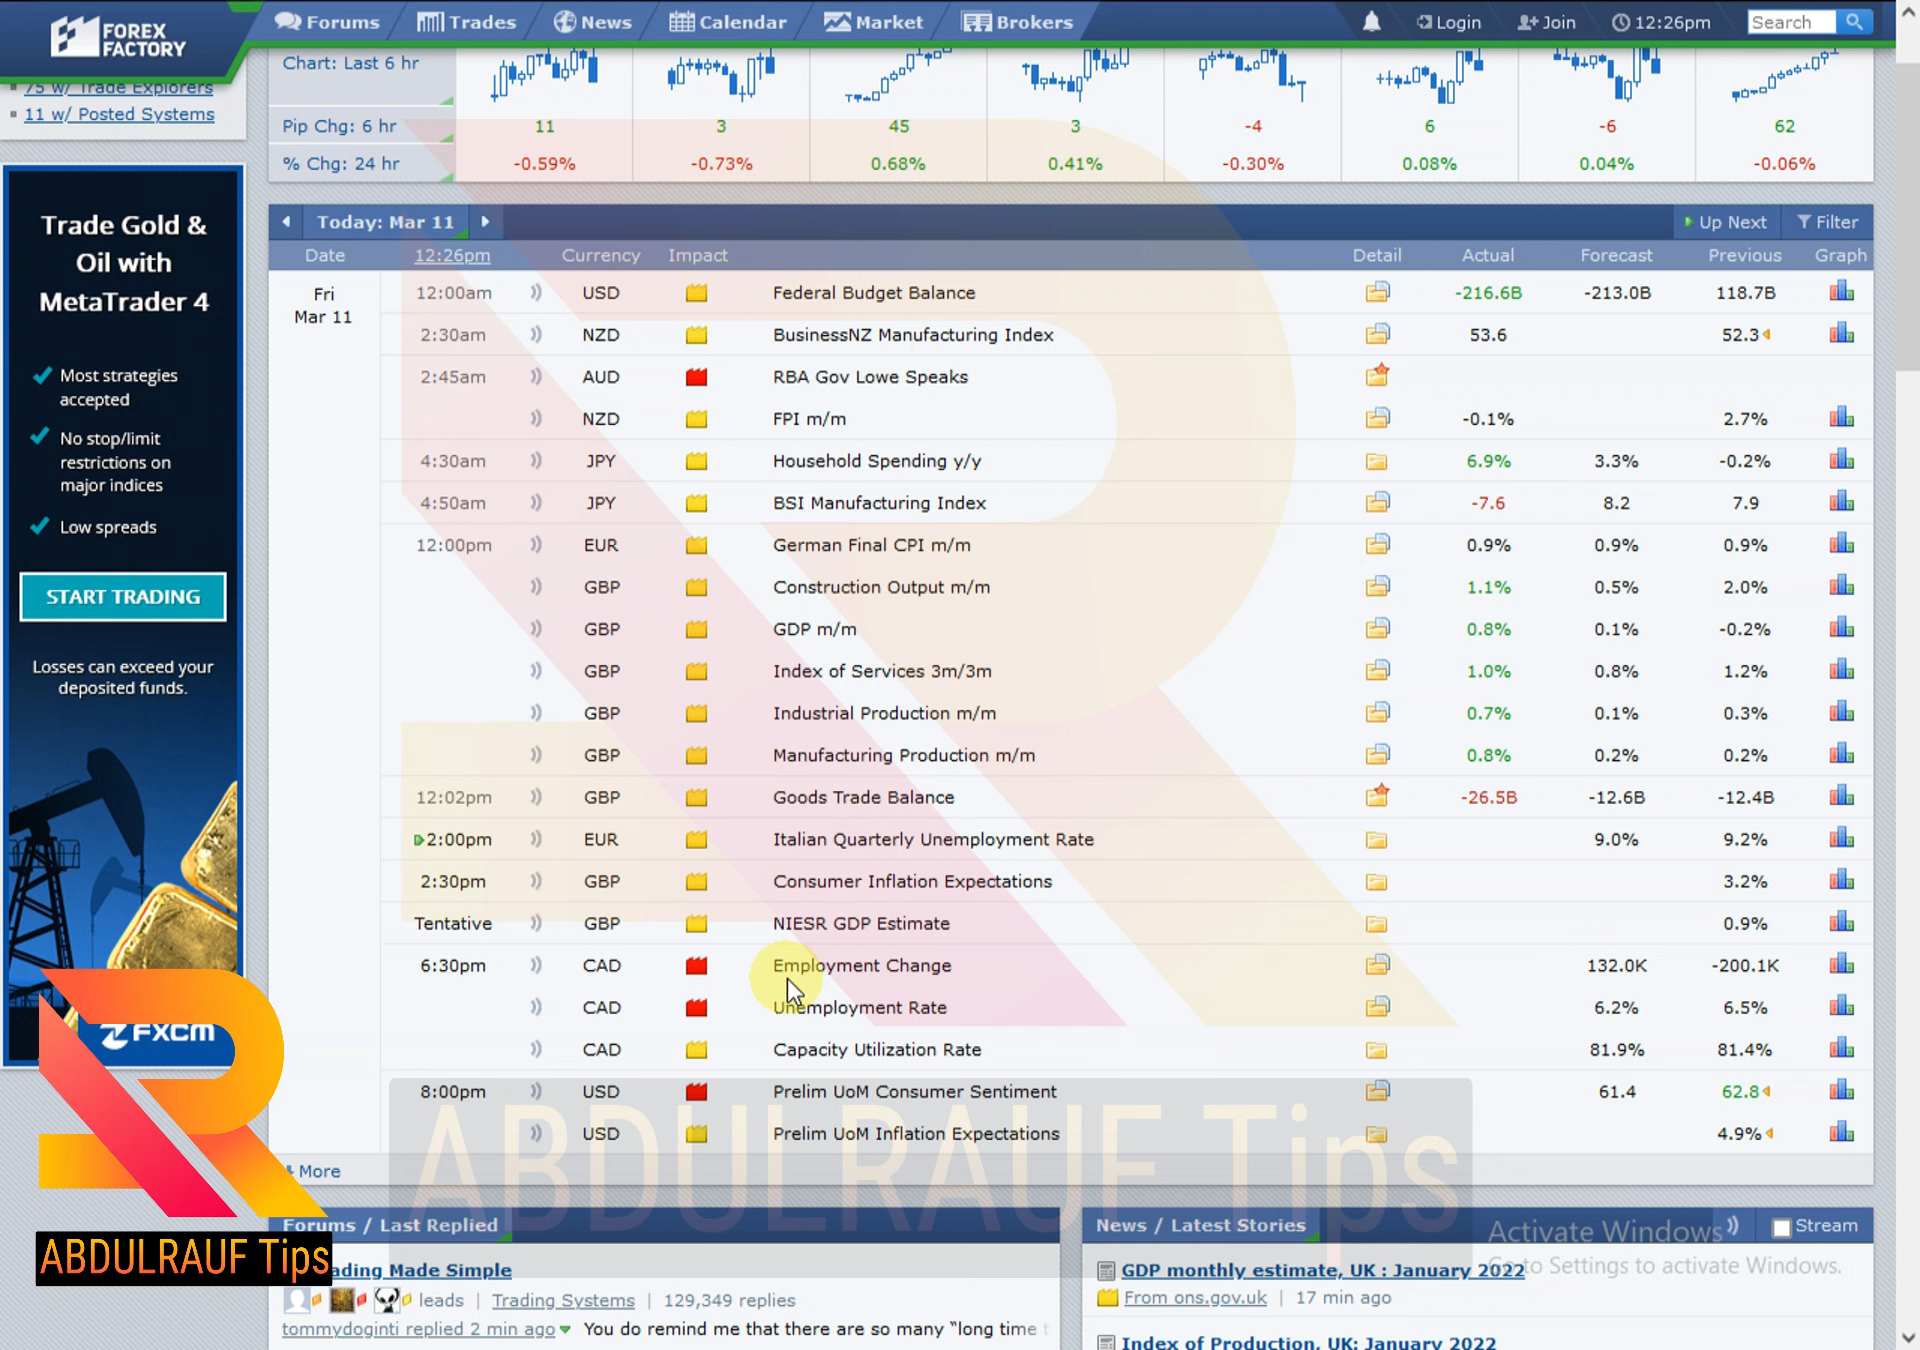 FOREX FACTORY
Forums Trades News Calendar Market Brokers Login Join 12:26pm Search
75 w/ Trade Explorers
11 w/ Posted Systems
Chart: Last 6 hr
Pip Chg: 6 hr 11 3 45 3 -4 6 -6 62
% Chg: 24 hr -0.59% -0.73% 0.68% 0.41% -0.30% 0.08% 0.04% -0.06%
Trade Gold &
Oil with
MetaTrader 4
Most strategies
accepted
No stop/limit
restrictions on
major indices
Low spreads
START TRADING
Losses can exceed your
deposited funds.
FXCM
ABDULRAUF Tips
Today: Mar 11 Up Next Filter
Date 12:26pm Currency Impact Detail Actual Forecast Previous Graph
Fri
Mar 11
12:00am USD Federal Budget Balance -216.6B -213.0B 118.7B
2:30am NZD BusinessNZ Manufacturing Index 53.6 52.3
2:45am AUD RBA Gov Lowe Speaks
NZD FPI m/m -0.1% 2.7%
4:30am JPY Household Spending y/y 6.9% 3.3% -0.2%
4:50am JPY BSI Manufacturing Index -7.6 8.2 7.9
12:00pm EUR German Final CPI m/m 0.9% 0.9% 0.9%
GBP Construction Output m/m 1.1% 0.5% 2.0%
GBP GDP m/m 0.8% 0.1% -0.2%
GBP Index of Services 3m/3m 1.0% 0.8% 1.2%
GBP Industrial Production m/m 0.7% 0.1% 0.3%
GBP Manufacturing Production m/m 0.8% 0.2% 0.2%
12:02pm GBP Goods Trade Balance -26.5B -12.6B -12.4B
2:00pm EUR Italian Quarterly Unemployment Rate 9.0% 9.2%
2:30pm GBP Consumer Inflation Expectations 3.2%
Tentative GBP NIESR GDP Estimate 0.9%
6:30pm CAD Employment Change 132.0K -200.1K
CAD Unemployment Rate 6.2% 6.5%
CAD Capacity Utilization Rate 81.9% 81.4%
8:00pm USD Prelim UoM Consumer Sentiment 61.4 62.8
USD Prelim UoM Inflation Expectations 4.9%
ABDULRAUF Tips
More
Forums / Last Replied
ading Made Simple
leads | Trading Systems | 129,349 replies
tommydoginti replied 2 min ago You do remind me that there are so many "long time t
News / Latest Stories Stream
Activate Windows
Go to Settings to activate Windows.
GDP monthly estimate, UK : January 2022
From ons.gov.uk | 17 min ago
Index of Production, UK: January 2022